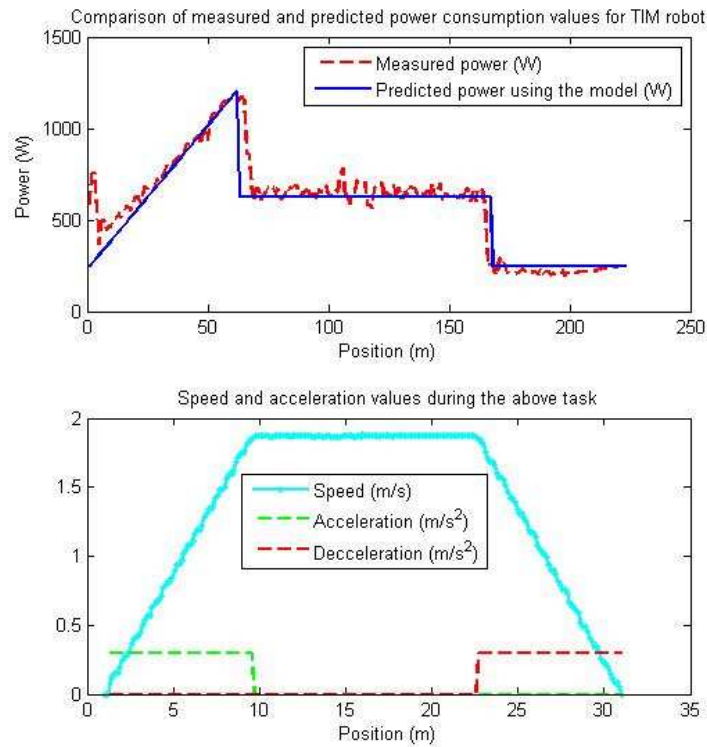 Comparison of measured and predicted power consumption values for TIM robot
1500
1000
500
0
Power (W)
Measured power (W)
Predicted power using the model (W)
0 50 100 150 200 250
Position (m)
Speed and acceleration values during the above task
2
1.5
1
0.5
0
Speed (m/s)
Acceleration (m/s²)
Decceleration (m/s²)
0 5 10 15 20 25 30 35
Position (m)